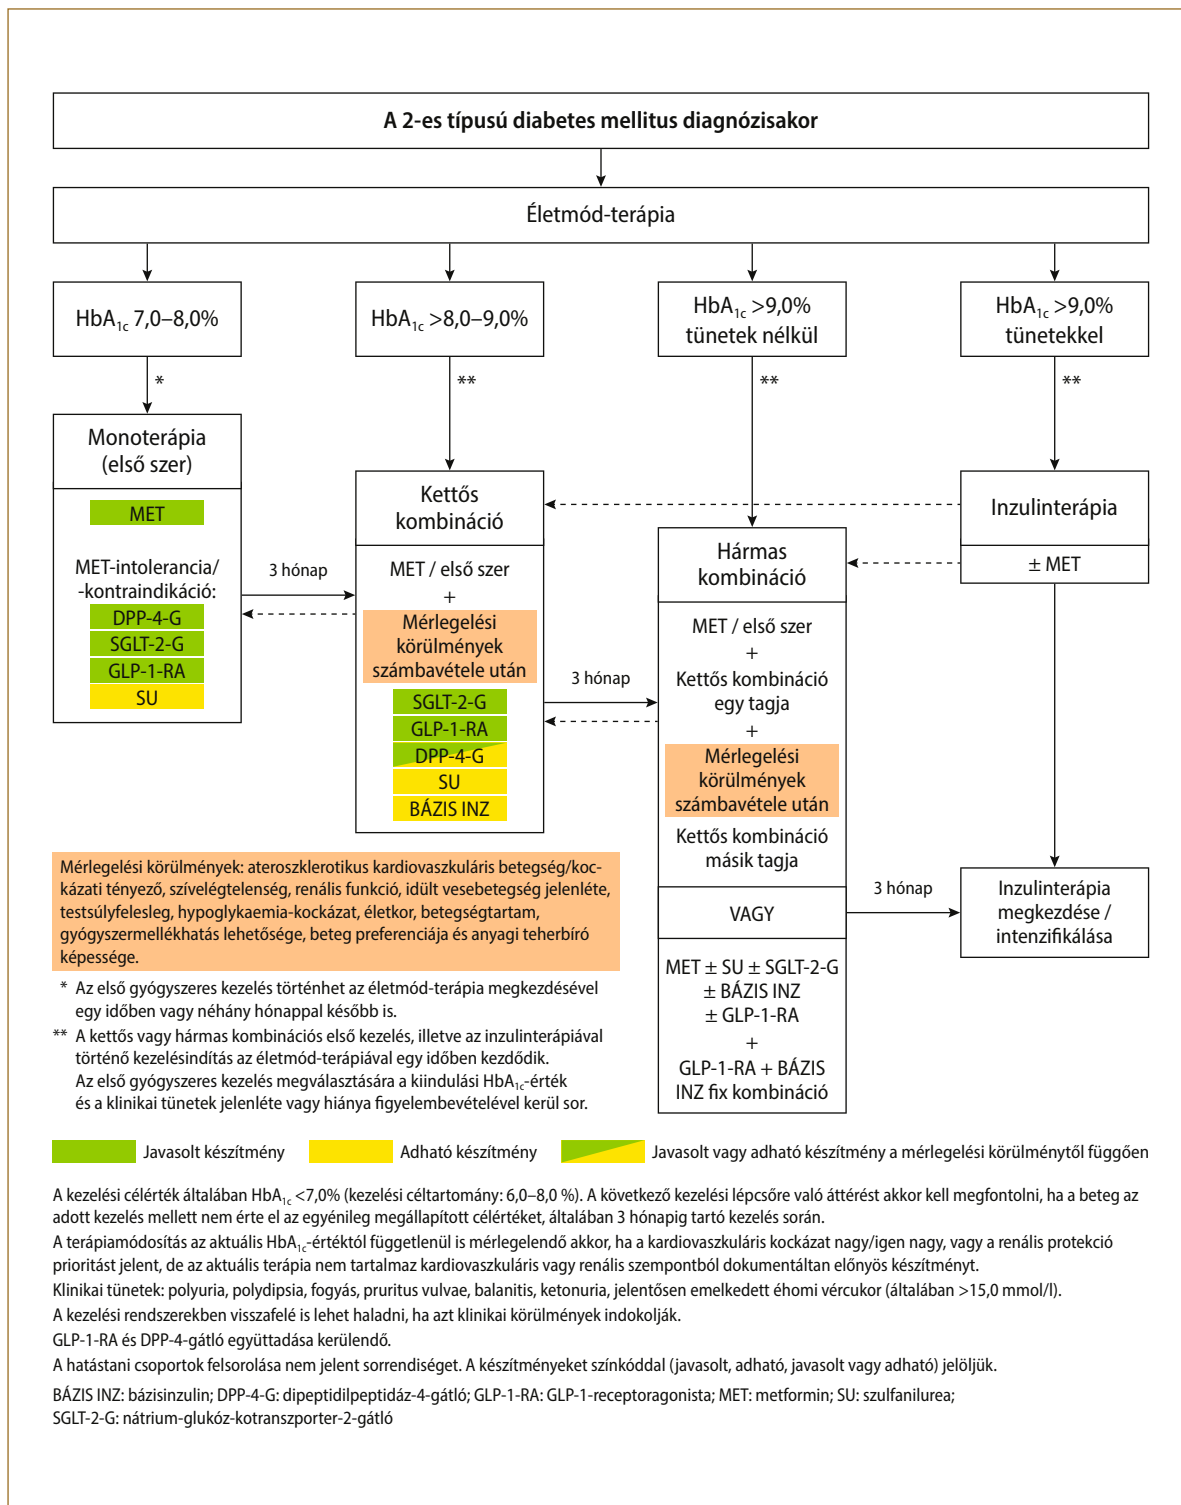 A 2-es típusú diabetes mellitus diagnózisakor
Életmód-terápia
HbA1c 7,0–8,0%
HbA1c >8,0–9,0%
HbA1c >9,0%
tünetek nélkül
HbA1c >9,0%
tünetekkel
*
**
**
**
Monoterápia
(első szer)
MET
MET-intolerancia/
-kontraindikáció:
DPP-4-G
SGLT-2-G
GLP-1-RA
SU
3 hónap
Kettős
kombináció
MET / első szer
+
Mérlegelési
körülmények
számbavétele után
SGLT-2-G
GLP-1-RA
DPP-4-G
SU
BÁZIS INZ
3 hónap
Hármas
kombináció
MET / első szer
+
Kettős kombináció
egy tagja
+
Mérlegelési
körülmények
számbavétele után
Kettős kombináció
másik tagja
VAGY
MET ± SU ± SGLT-2-G
± BÁZIS INZ
± GLP-1-RA
+
GLP-1-RA + BÁZIS
INZ fix kombináció
3 hónap
Inzulinterápia
± MET
Inzulinterápia
megkezdése /
intenzifikálása
Mérlegelési körülmények: ateroszklerotikus kardiovaszkuláris betegség/koc-
kázati tényező, szívelégtelenség, renális funkció, idült vesebetegség jelenléte,
testsúlyfelesleg, hypoglykaemia-kockázat, életkor, betegségtartam,
gyógyszermellékhatás lehetősége, beteg preferenciája és anyagi teherbíró
képessége.
* Az első gyógyszeres kezelés történhet az életmód-terápia megkezdésével
egy időben vagy néhány hónappal később is.
** A kettős vagy hármas kombinációs első kezelés, illetve az inzulinterápiával
történő kezelésindítás az életmód-terápiával egy időben kezdődik.
Az első gyógyszeres kezelés megválasztására a kiindulási HbA1c-érték
és a klinikai tünetek jelenléte vagy hiánya figyelembevételével kerül sor.
Javasolt készítmény
Adható készítmény
Javasolt vagy adható készítmény a mérlegelési körülménytől függően
A kezelési célérték általában HbA1c <7,0% (kezelési céltartomány: 6,0–8,0 %). A következő kezelési lépcsőre való áttérést akkor kell megfontolni, ha a beteg az
adott kezelés mellett nem érte el az egyénileg megállapított célértéket, általában 3 hónapig tartó kezelés során.
A terápiamódosítás az aktuális HbA1c-értéktól függetlenül is mérlegelendő akkor, ha a kardiovaszkuláris kockázat nagy/igen nagy, vagy a renális protekció
prioritást jelent, de az aktuális terápia nem tartalmaz kardiovaszkuláris vagy renális szempontból dokumentáltan előnyös készítményt.
Klinikai tünetek: polyuria, polydipsia, fogyás, pruritus vulvae, balanitis, ketonuria, jelentősen emelkedett éhomi vércukor (általában >15,0 mmol/l).
A kezelési rendszerekben visszafelé is lehet haladni, ha azt klinikai körülmények indokolják.
GLP-1-RA és DPP-4-gátló együttadása kerülendő.
A hatástani csoportok felsorolása nem jelent sorrendiséget. A készítményeket színkóddal (javasolt, adható, javasolt vagy adható) jelöljük.
BÁZIS INZ: bázisinzulin; DPP-4-G: dipeptidilpeptidáz-4-gátló; GLP-1-RA: GLP-1-receptoragonista; MET: metformin; SU: szulfanilurea;
SGLT-2-G: nátrium-glukóz-kotranszporter-2-gátló